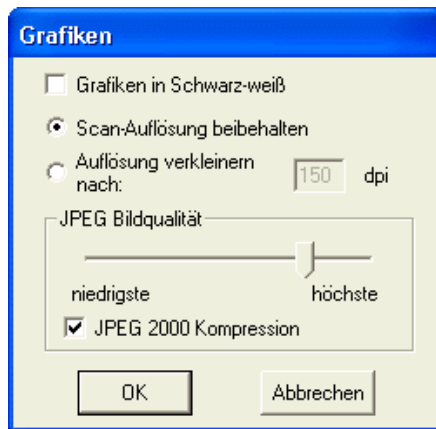 Grafiken
Grafiken in Schwarz-weiß
Scan-Auflösung beibehalten
Auflösung verkleinern
nach: 150 dpi
JPEG Bildqualität
niedrigste höchste
JPEG 2000 Kompression
OK Abbrechen